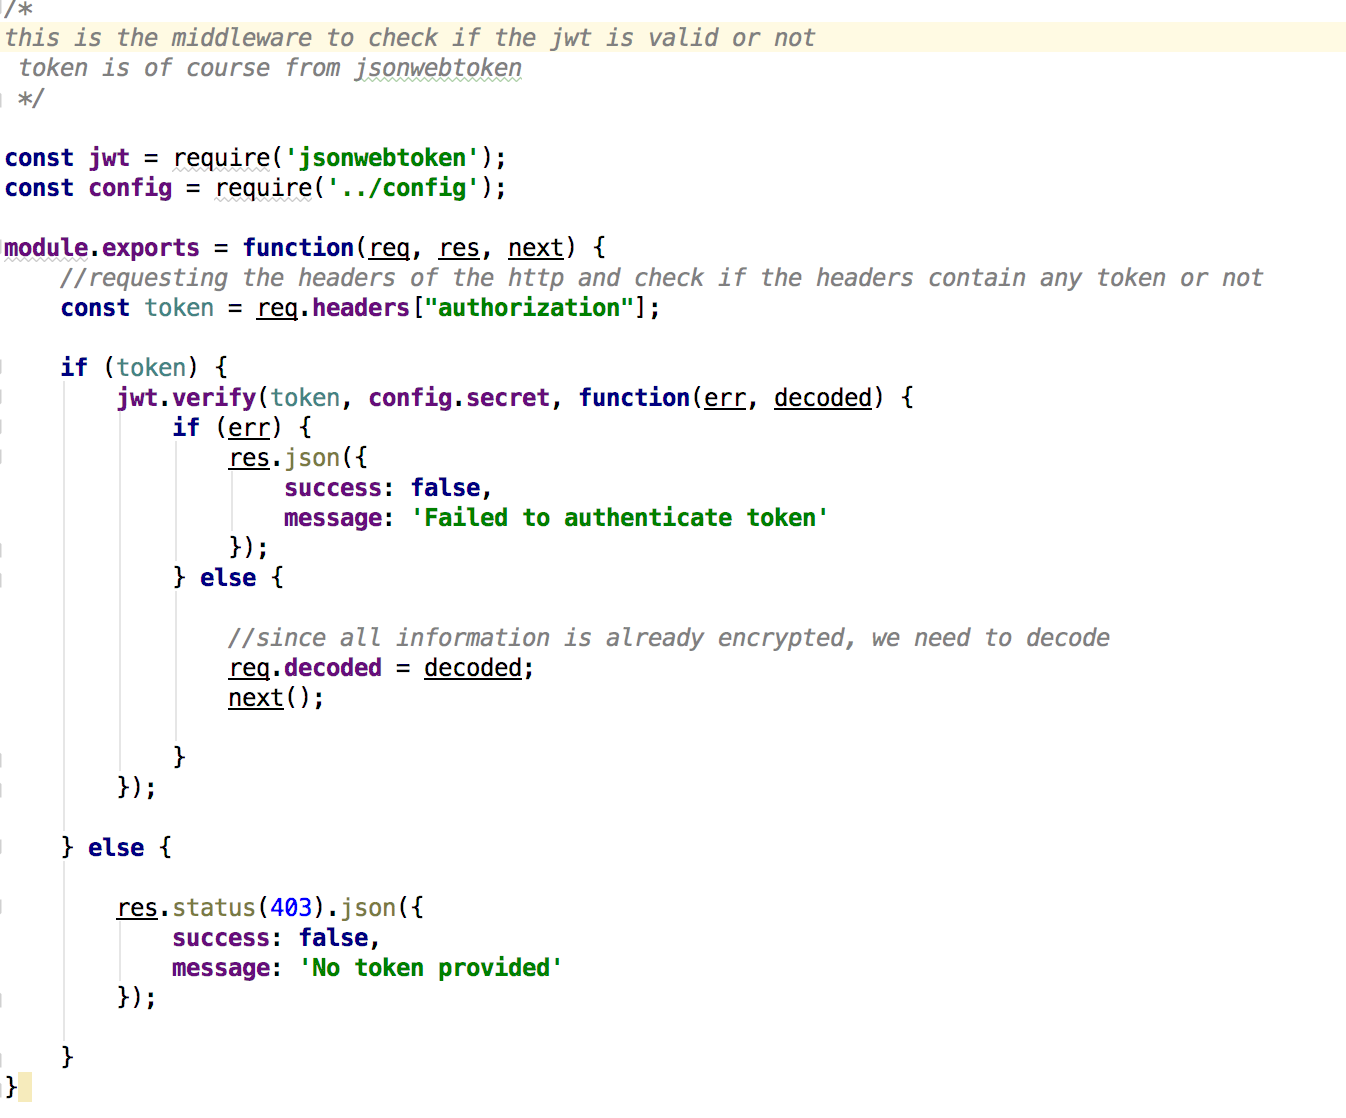 /*
this is the middleware to check if the jwt is valid or not
 token is of course from jsonwebtoken
 */
const jwt = require('jsonwebtoken');
const config = require('../config');
module.exports = function(req, res, next) {
    //requesting the headers of the http and check if the headers contain any token or not
    const token = req.headers["authorization"];
    if (token) {
        jwt.verify(token, config.secret, function(err, decoded) {
            if (err) {
                res.json({
                    success: false,
                    message: 'Failed to authenticate token'
                });
            } else {
                //since all information is already encrypted, we need to decode
                req.decoded = decoded;
                next();
            }
        });
    } else {
        res.status(403).json({
            success: false,
            message: 'No token provided'
        });
    }
}